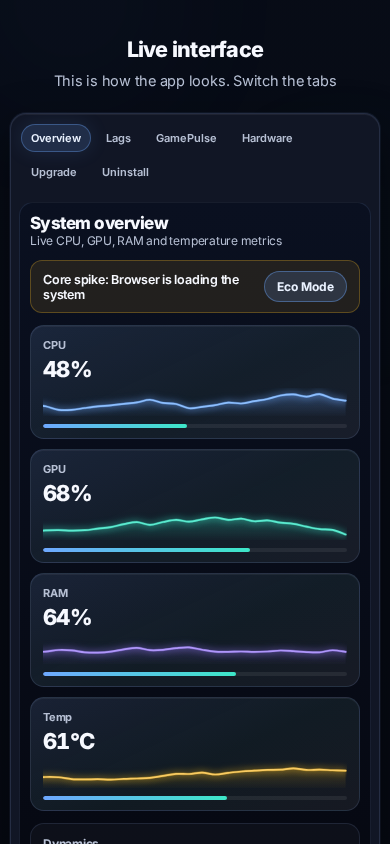 Live interface
This is how the app looks. Switch the tabs
Overview
Lags
GamePulse
Hardware
Upgrade
Uninstall
System overview
Live CPU, GPU, RAM and temperature metrics
Core spike: Browser is loading the
system
Eco Mode
CPU
48%
GPU
68%
RAM
64%
Temp
61°C
Dynamics